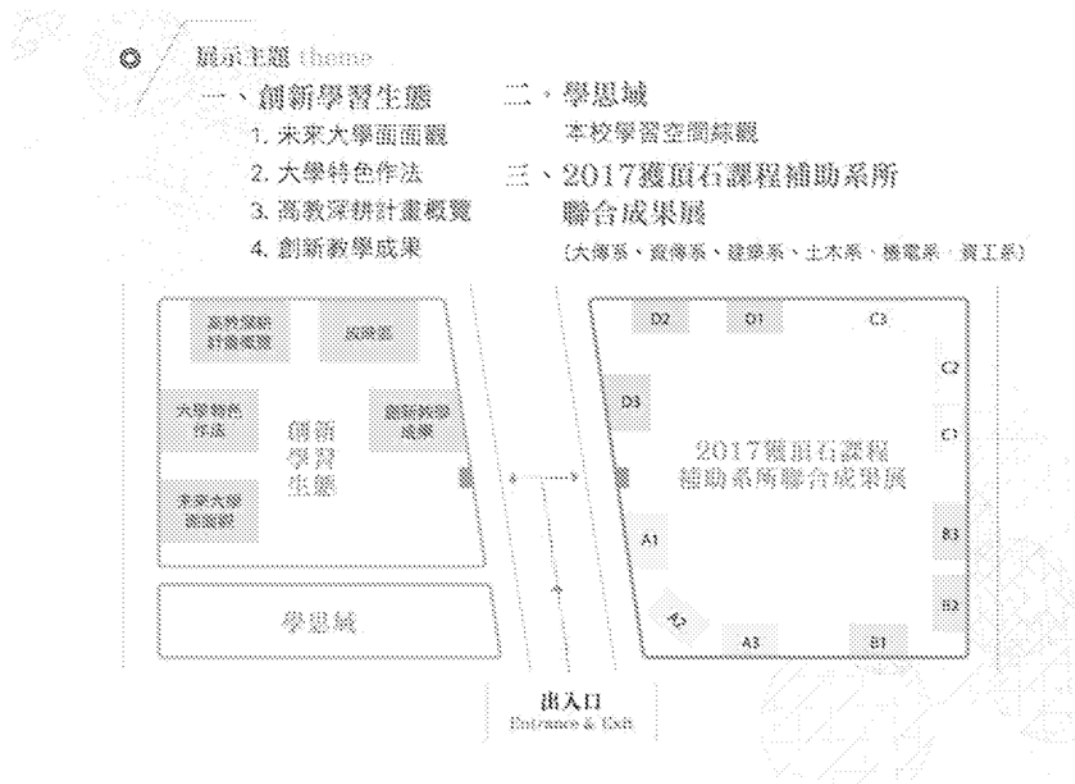 展示主題 theme
一、創新學習生態
1. 未來大學面面觀
2. 大學特色作法
3. 高教深耕計畫概覽
4. 創新教學成果
二、學思域
本校學習空間綜觀
三、2017獲頂石課程補助系所
聯合成果展
(大傳系、資傳系、建築系、土木系、機電系、資工系)
高教深耕
計畫概覽
大學特色
作法
創新教學
成果
未來大學
面面觀
創新
學習
生態
學思域
D2
D1
C3
C2
C1
D3
2017獲頂石課程
補助系所聯合成果展
A1
A2
A3
B1
B2
B3
出入口
Entrance & Exit